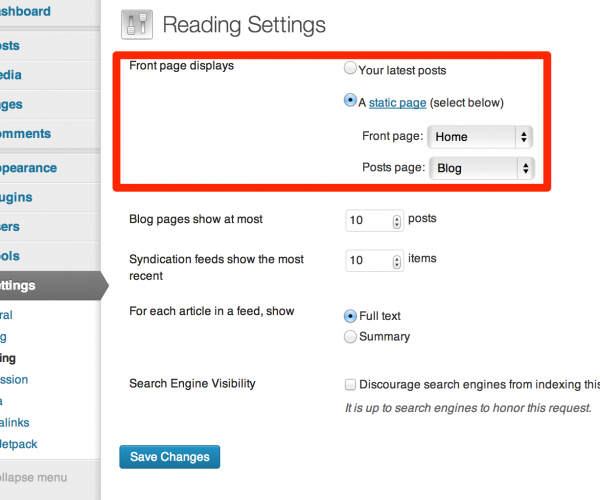 shboard
Reading Settings
sts
Front page displays
Your latest posts
edia
A static page (select below)
ges
Front page: Home
omments
Posts page: Blog
ppearance
ugins
Blog pages show at most
10 posts
sers
ols
Syndication feeds show the most
recent
10 items
ttings
For each article in a feed, show
Full text
ral
Summary
g
ing
Search Engine Visibility
Discourage search engines from indexing this
ssion
It is up to search engines to honor this request.
a
alinks
Jetpack
Save Changes
ollapse menu